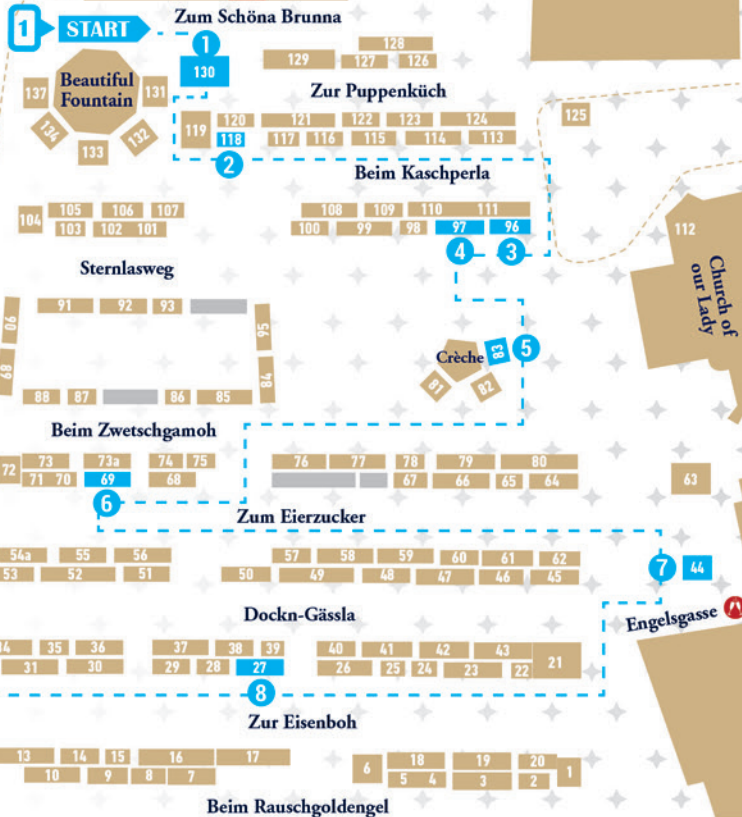 1 START
Zum Schöna Brunna
1
130
128
129 127 126
Beautiful
Fountain
137 131
134 133 132
Zur Puppenküch
125
119 120 121 122 123 124
118 117 116 115 114 113
2
Beim Kaschperla
104 105 106 107
103 102 101
108 109 110 111
100 99 98 97 96
4 3
112
Church of
our Lady
Sternlasweg
91 92 93
90 95
89 84
Crèche 83 5
81 82
88 87 86 85
Beim Zwetschgamoh
72 73 73a 74 75
71 70 69 68
76 77 78 79 80
67 66 65 64
63
6
Zum Eierzucker
54a 55 56
53 52 51
57 58 59 60 61 62
50 49 48 47 46 45
7 44
Engelsgasse
Dockn-Gässla
34 35 36 37 38 39
31 30 29 28 27
40 41 42 43
26 25 24 23 22 21
8
Zur Eisenboh
13 14 15 16 17
10 9 8 7
6 18 19 20 1
5 4 3 2
Beim Rauschgoldengel